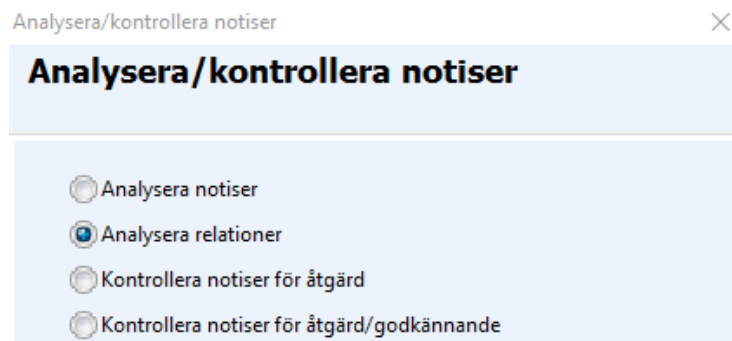 Analysera/kontrollera notiser
Analysera/kontrollera notiser
Analysera notiser
Analysera relationer
Kontrollera notiser för åtgärd
Kontrollera notiser för åtgärd/godkännande